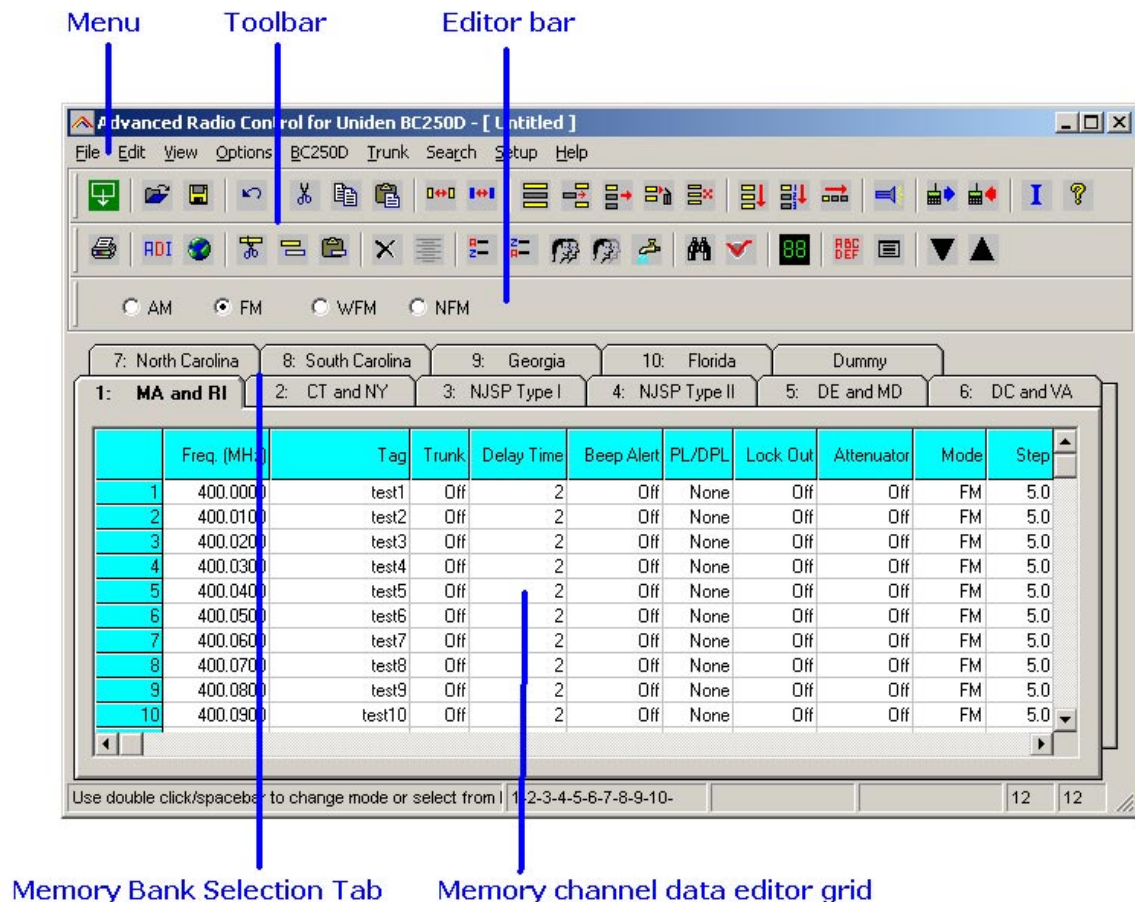 Menu Toolbar Editor bar
Advanced Radio Control for Uniden BC250D - [ Untitled ]
File Edit View Options BC250D Trunk Search Setup Help
ADI 88 ABC DEF I ?
AM FM WFM NFM
7: North Carolina 8: South Carolina 9: Georgia 10: Florida Dummy
1: MA and RI 2: CT and NY 3: NJSP Type I 4: NJSP Type II 5: DE and MD 6: DC and VA
Freq. (MHz) Tag Trunk Delay Time Beep Alert PL/DPL Lock Out Attenuator Mode Step
1 400.0000 test1 Off 2 Off None Off Off FM 5.0
2 400.0100 test2 Off 2 Off None Off Off FM 5.0
3 400.0200 test3 Off 2 Off None Off Off FM 5.0
4 400.0300 test4 Off 2 Off None Off Off FM 5.0
5 400.0400 test5 Off 2 Off None Off Off FM 5.0
6 400.0500 test6 Off 2 Off None Off Off FM 5.0
7 400.0600 test7 Off 2 Off None Off Off FM 5.0
8 400.0700 test8 Off 2 Off None Off Off FM 5.0
9 400.0800 test9 Off 2 Off None Off Off FM 5.0
10 400.0900 test10 Off 2 Off None Off Off FM 5.0
Use double click/spacebar to change mode or select from 1-2-3-4-5-6-7-8-9-10- 12 12
Memory Bank Selection Tab Memory channel data editor grid